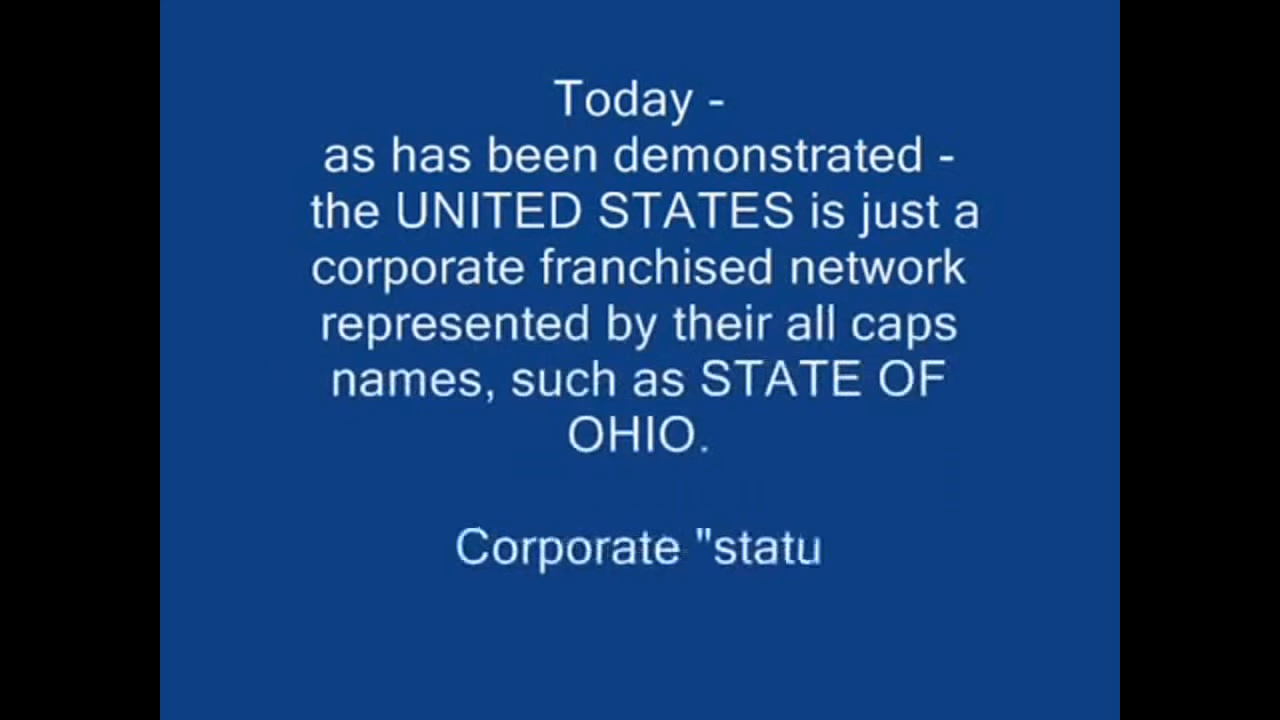 Today -
as has been demonstrated -
the UNITED STATES is just a
corporate franchised network
represented by their all caps
names, such as STATE OF
OHIO.
Corporate "statu